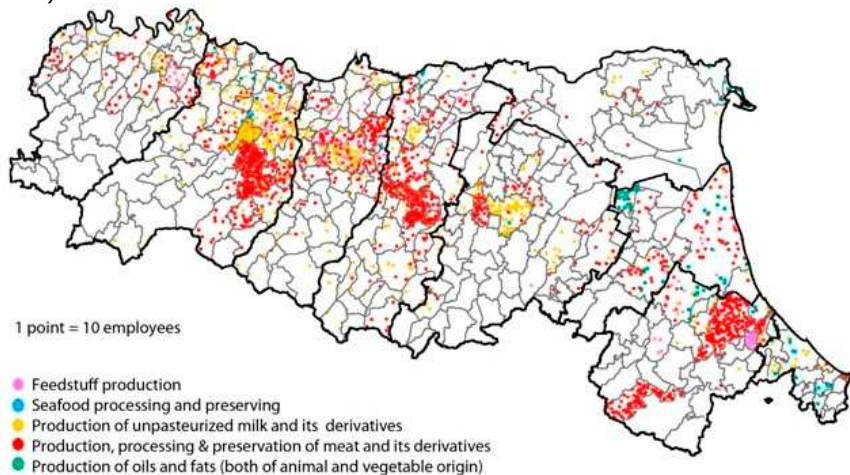 1 point = 10 employees
Feedstuff production
Seafood processing and preserving
Production of unpasteurized milk and its derivatives
Production, processing & preservation of meat and its derivatives
Production of oils and fats (both of animal and vegetable origin)